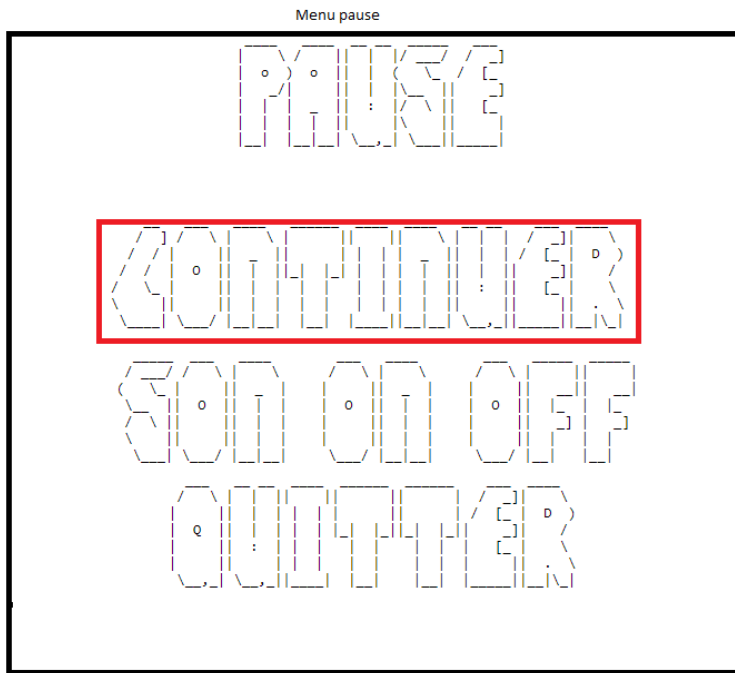 Menu pause
PAUSE
CONTINUER
SON ON OFF
QUITTER